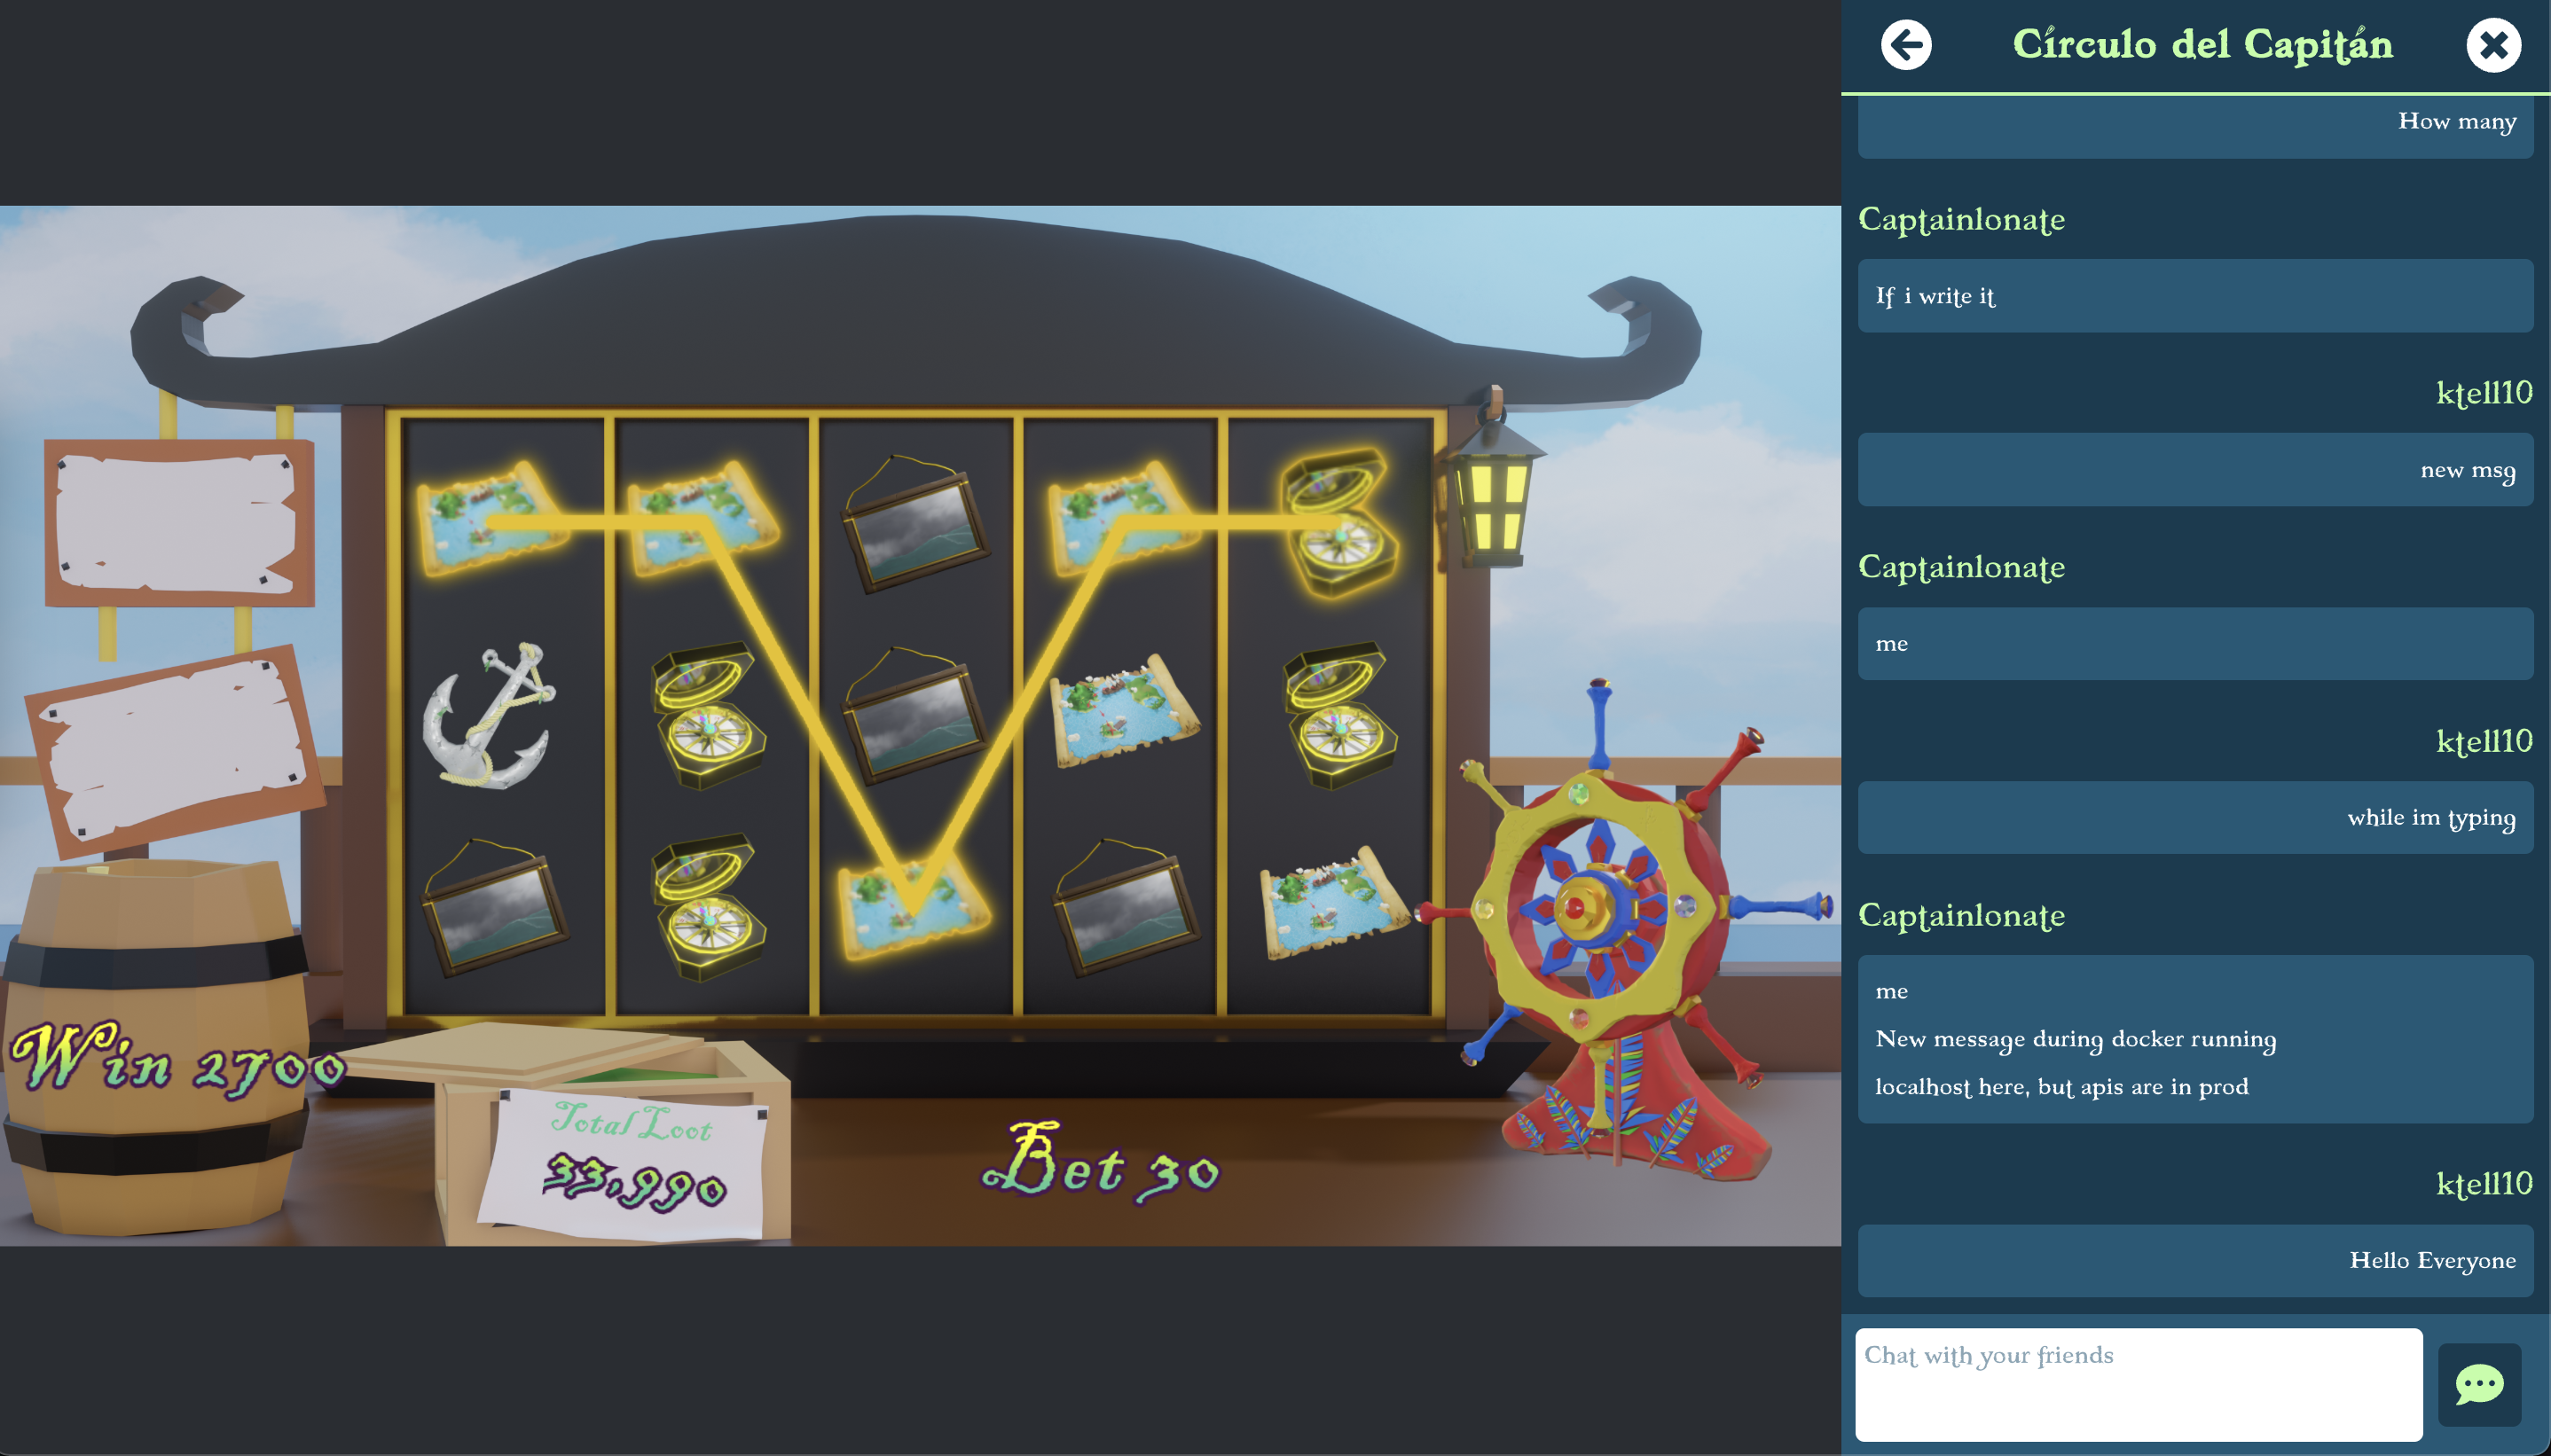 Win 2700
Total Loot
33,990
Bet 30
Círculo del Capitán
How many
Captainlonate
If i write it
ktell10
new msg
Captainlonate
me
ktell10
while im typing
Captainlonate
me
New message during docker running
localhost here, but apis are in prod
ktell10
Hello Everyone
Chat with your friends